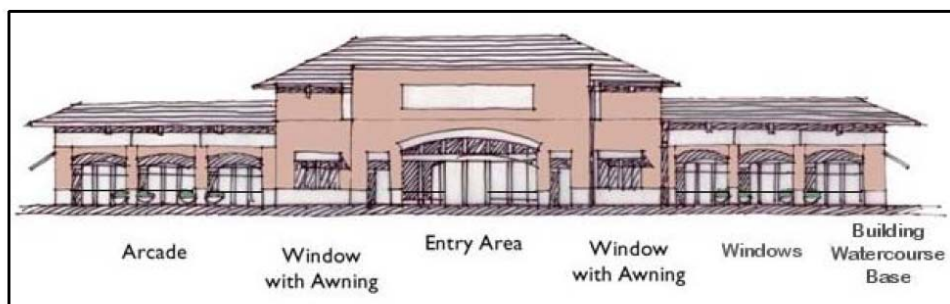 Arcade
Window
with Awning
Entry Area
Window
with Awning
Windows
Building
Watercourse
Base